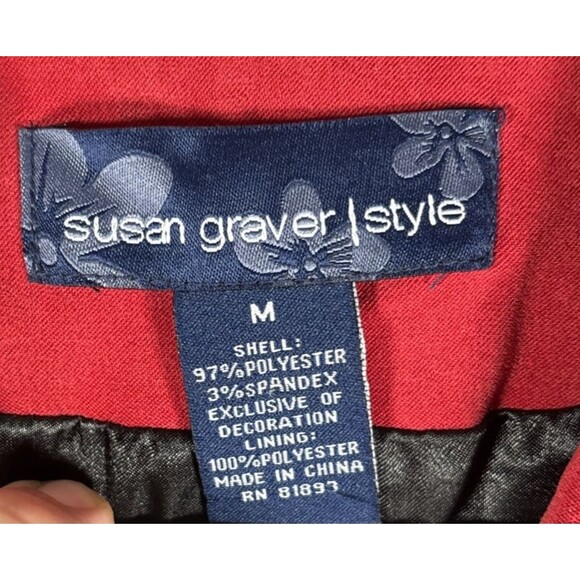 susan graver | style
M
SHELL:
97%POLYESTER
3%SPANDEX
EXCLUSIVE OF
DECORATION
LINING:
100%POLYESTER
MADE IN CHINA
RN 81893